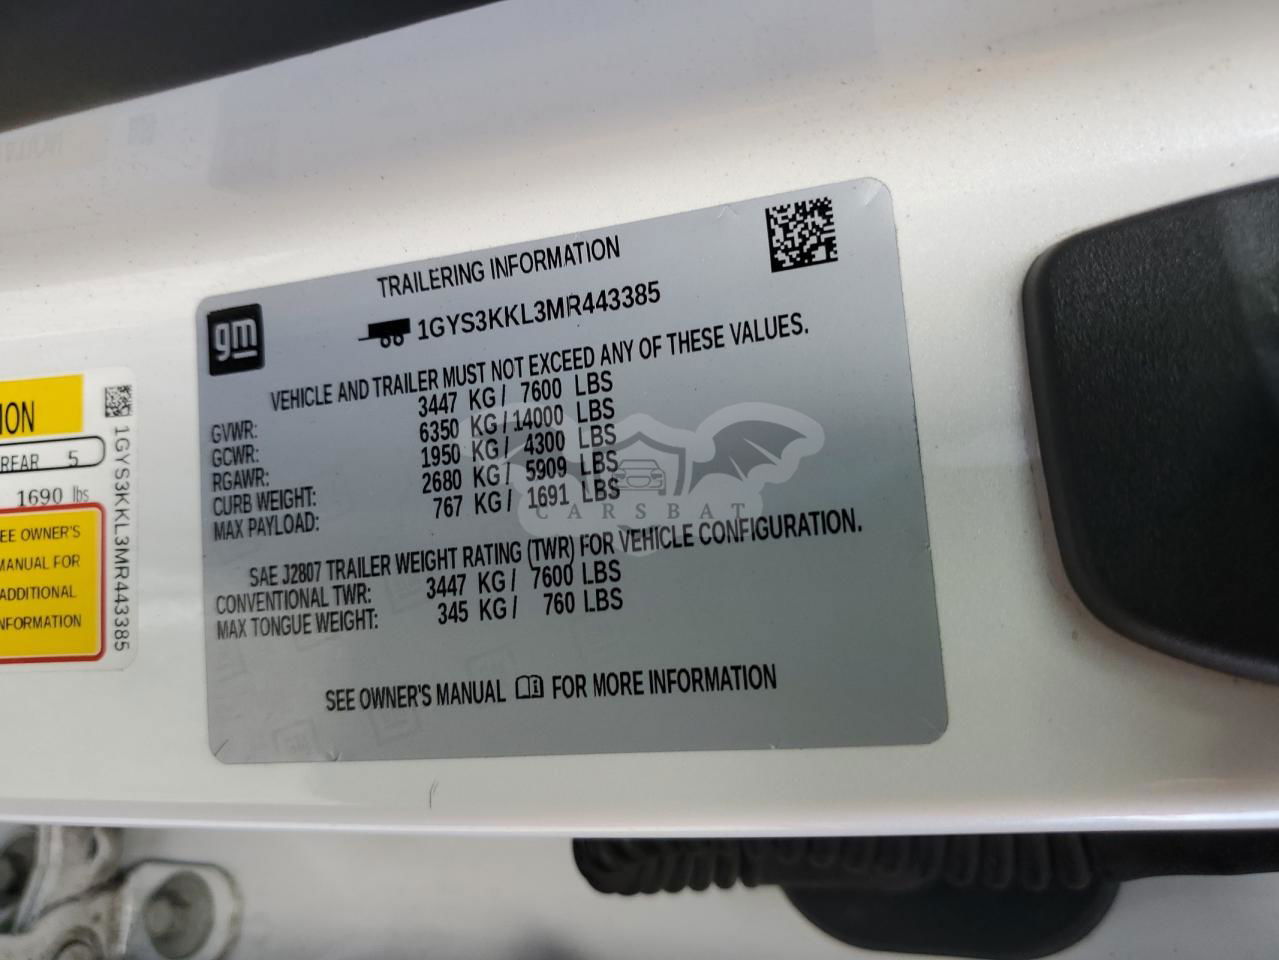 TRAILERING INFORMATION
gm
1GYS3KKL3MR443385
VEHICLE AND TRAILER MUST NOT EXCEED ANY OF THESE VALUES.
GVWR: 3447 KG/ 7600 LBS
GCWR: 6350 KG/14000 LBS
RGAWR: 1950 KG/ 4300 LBS
CURB WEIGHT: 2680 KG/ 5909 LBS
MAX PAYLOAD: 767 KG/ 1691 LBS
SAE J2807 TRAILER WEIGHT RATING (TWR) FOR VEHICLE CONFIGURATION.
CONVENTIONAL TWR: 3447 KG/ 7600 LBS
MAX TONGUE WEIGHT: 345 KG/ 760 LBS
SEE OWNER'S MANUAL FOR MORE INFORMATION
REAR 5
1690 lbs
SEE OWNER'S
MANUAL FOR
ADDITIONAL
INFORMATION
1GYS3KKL3MR443385
CARSBAT